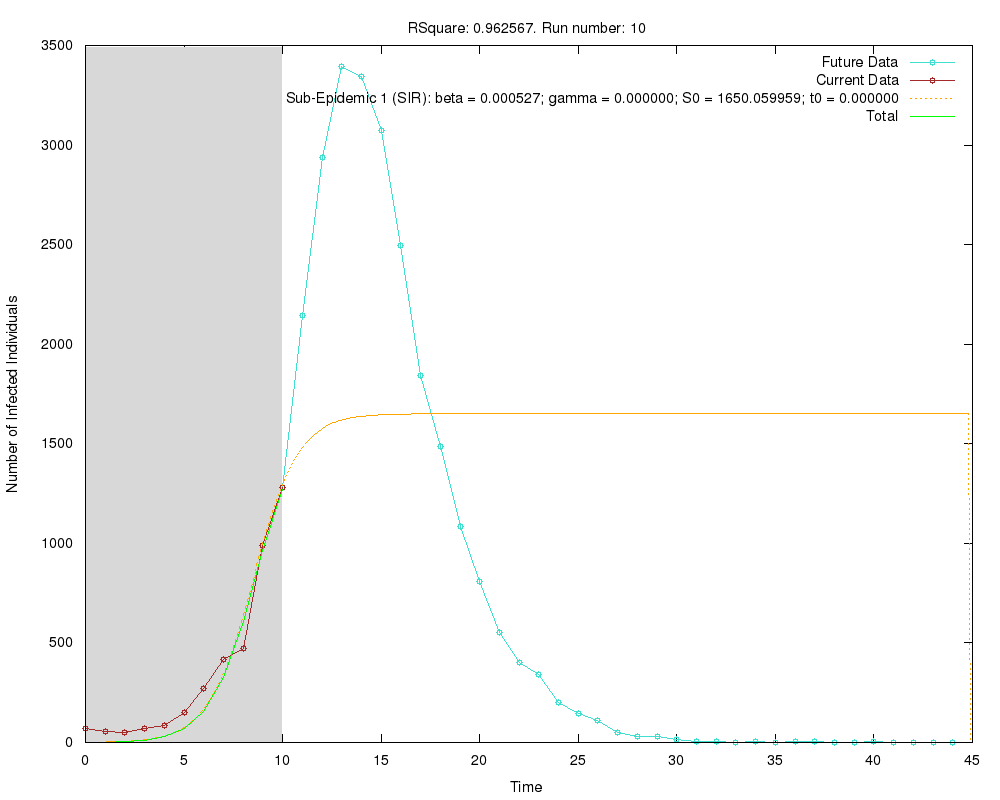 RSquare: 0.962567. Run number: 10
Future Data
Current Data
Sub-Epidemic 1 (SIR): beta = 0.000527; gamma = 0.000000; S0 = 1650.059959; t0 = 0.000000
Total
3500
3000
2500
2000
1500
1000
500
0
Number of Infected Individuals
0 5 10 15 20 25 30 35 40 45
Time